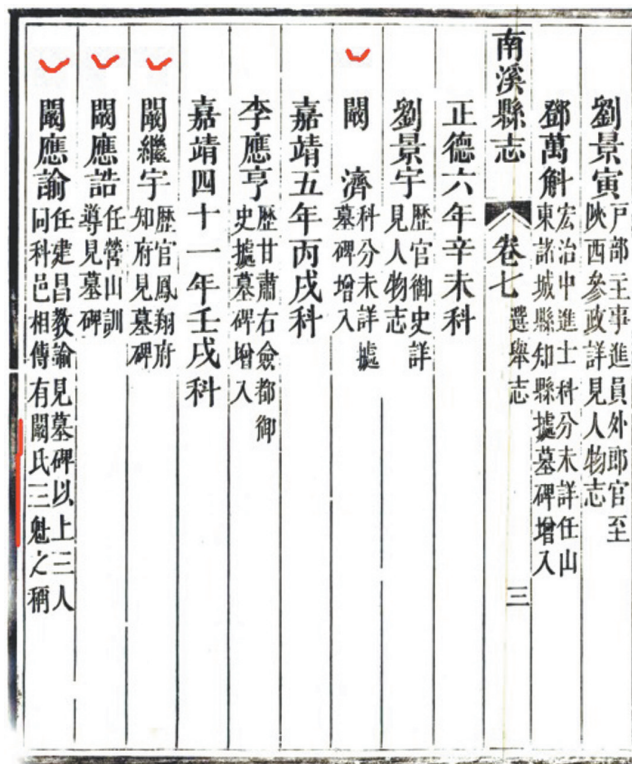 劉景寅戶部主事進員外郎官至
陝西參政詳見人物志
鄧萬斛宏治中進士科分未詳任山
東諸城縣知縣據墓碑增入
南溪縣志 卷七 選舉志 三
正德六年辛未科
劉景宇歷官御史詳
見人物志
闞濟科分未詳據
墓碑增入
嘉靖五年丙戌科
李應亨歷甘肅右僉都御
史據墓碑增入
嘉靖四十一年壬戌科
闞繼宇歷官鳳翔府
知府見墓碑
闞應誥任營山訓
導見墓碑
闞應諭任建昌教諭見墓碑以上三人
同科邑相傳有闞氏三魁之稱